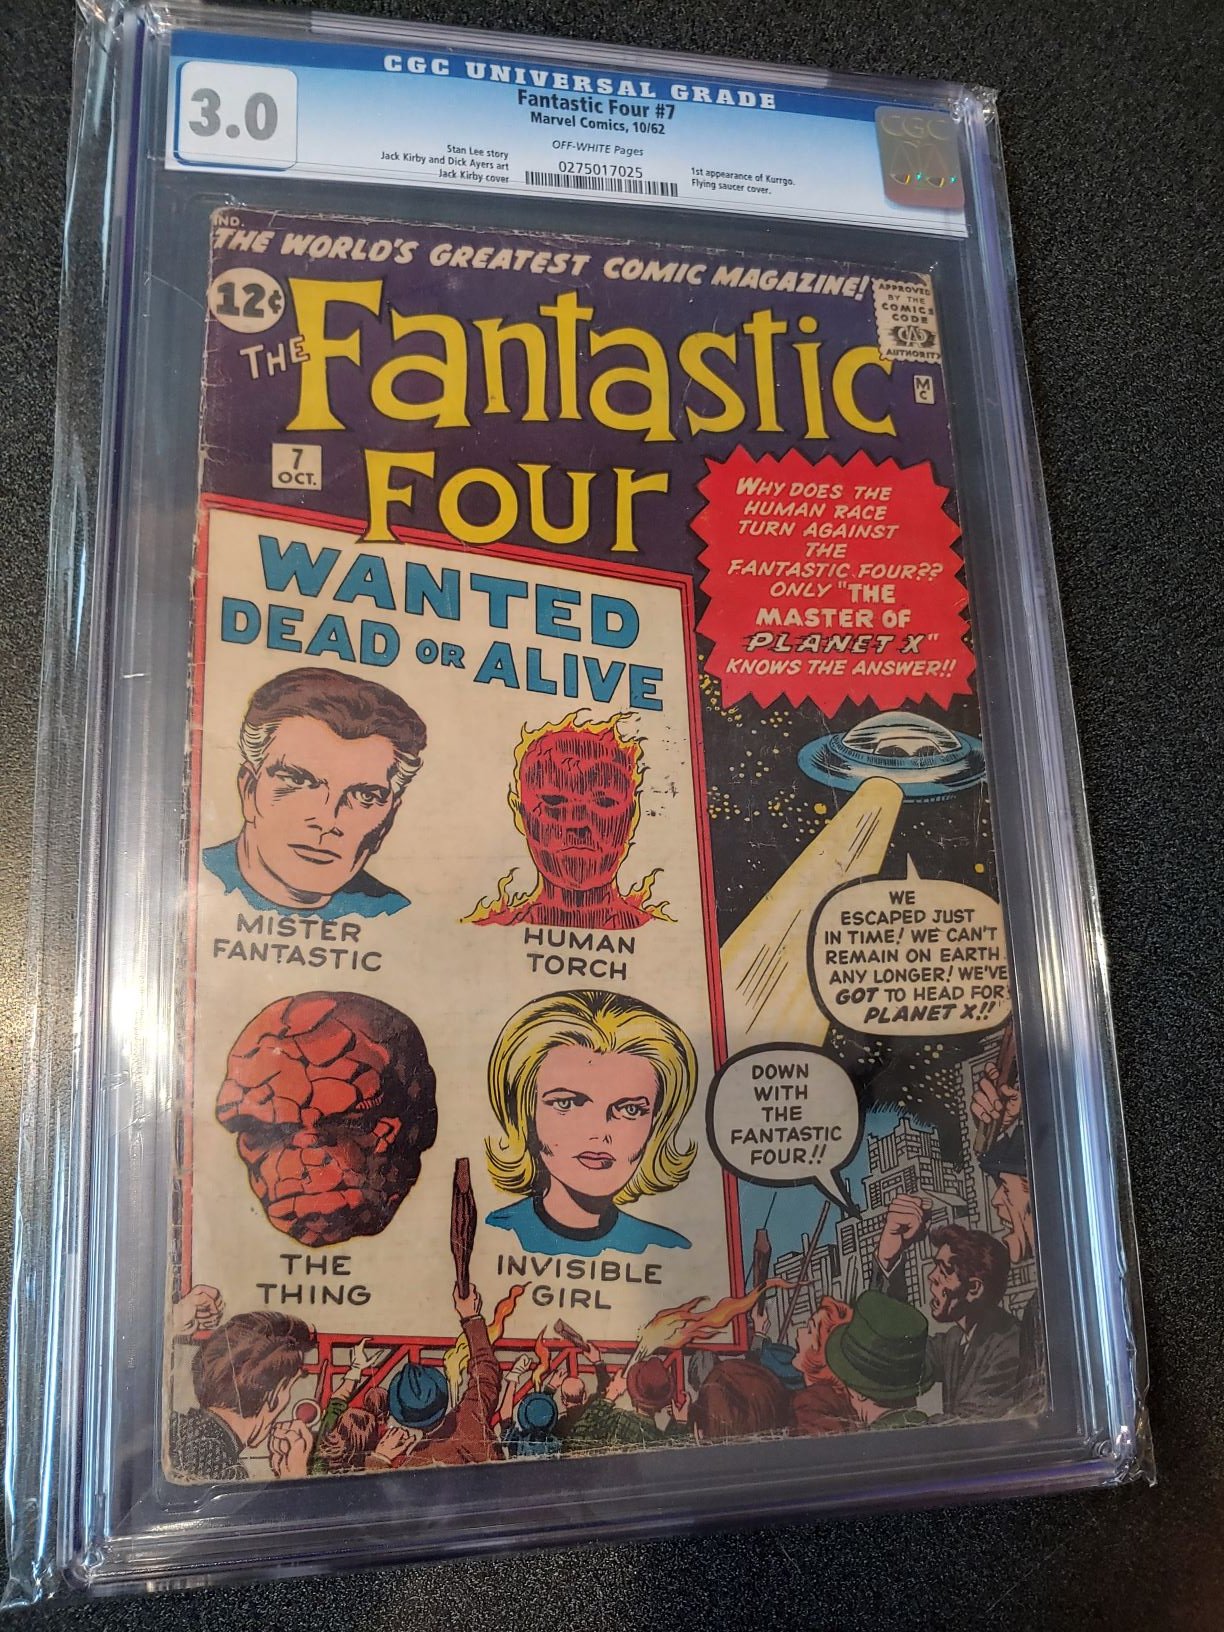 CGC UNIVERSAL GRADE
3.0
Fantastic Four #7
Marvel Comics, 10/62
OFF-WHITE Pages
Stan Lee story
Jack Kirby and Dick Ayers art
Jack Kirby cover
0275017025
1st appearance of Kurrgo.
Flying saucer cover.
CGC
IND.
THE WORLD'S GREATEST COMIC MAGAZINE!
12¢
APPROVED
BY THE
COMICS
CODE
CA
AUTHORITY
THE Fantastic
Four
M
C
7
OCT.
WHY DOES THE
HUMAN RACE
TURN AGAINST
THE
FANTASTIC FOUR??
ONLY "THE
MASTER OF
PLANET X"
KNOWS THE ANSWER!!
WANTED
DEAD OR ALIVE
MISTER
FANTASTIC
HUMAN
TORCH
THE
THING
INVISIBLE
GIRL
WE
ESCAPED JUST
IN TIME! WE CAN'T
REMAIN ON EARTH
ANY LONGER! WE'VE
GOT TO HEAD FOR
PLANET X!!
DOWN
WITH
THE
FANTASTIC
FOUR!!